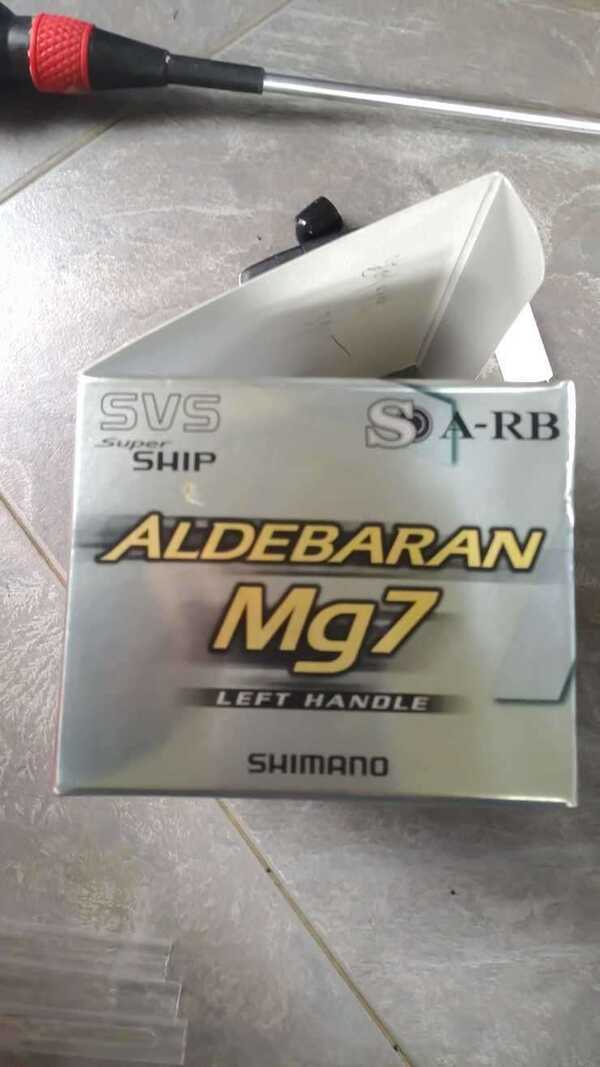 SVS
Super
SHIP
S A-RB
ALDEBARAN
Mg7
LEFT HANDLE
SHIMANO